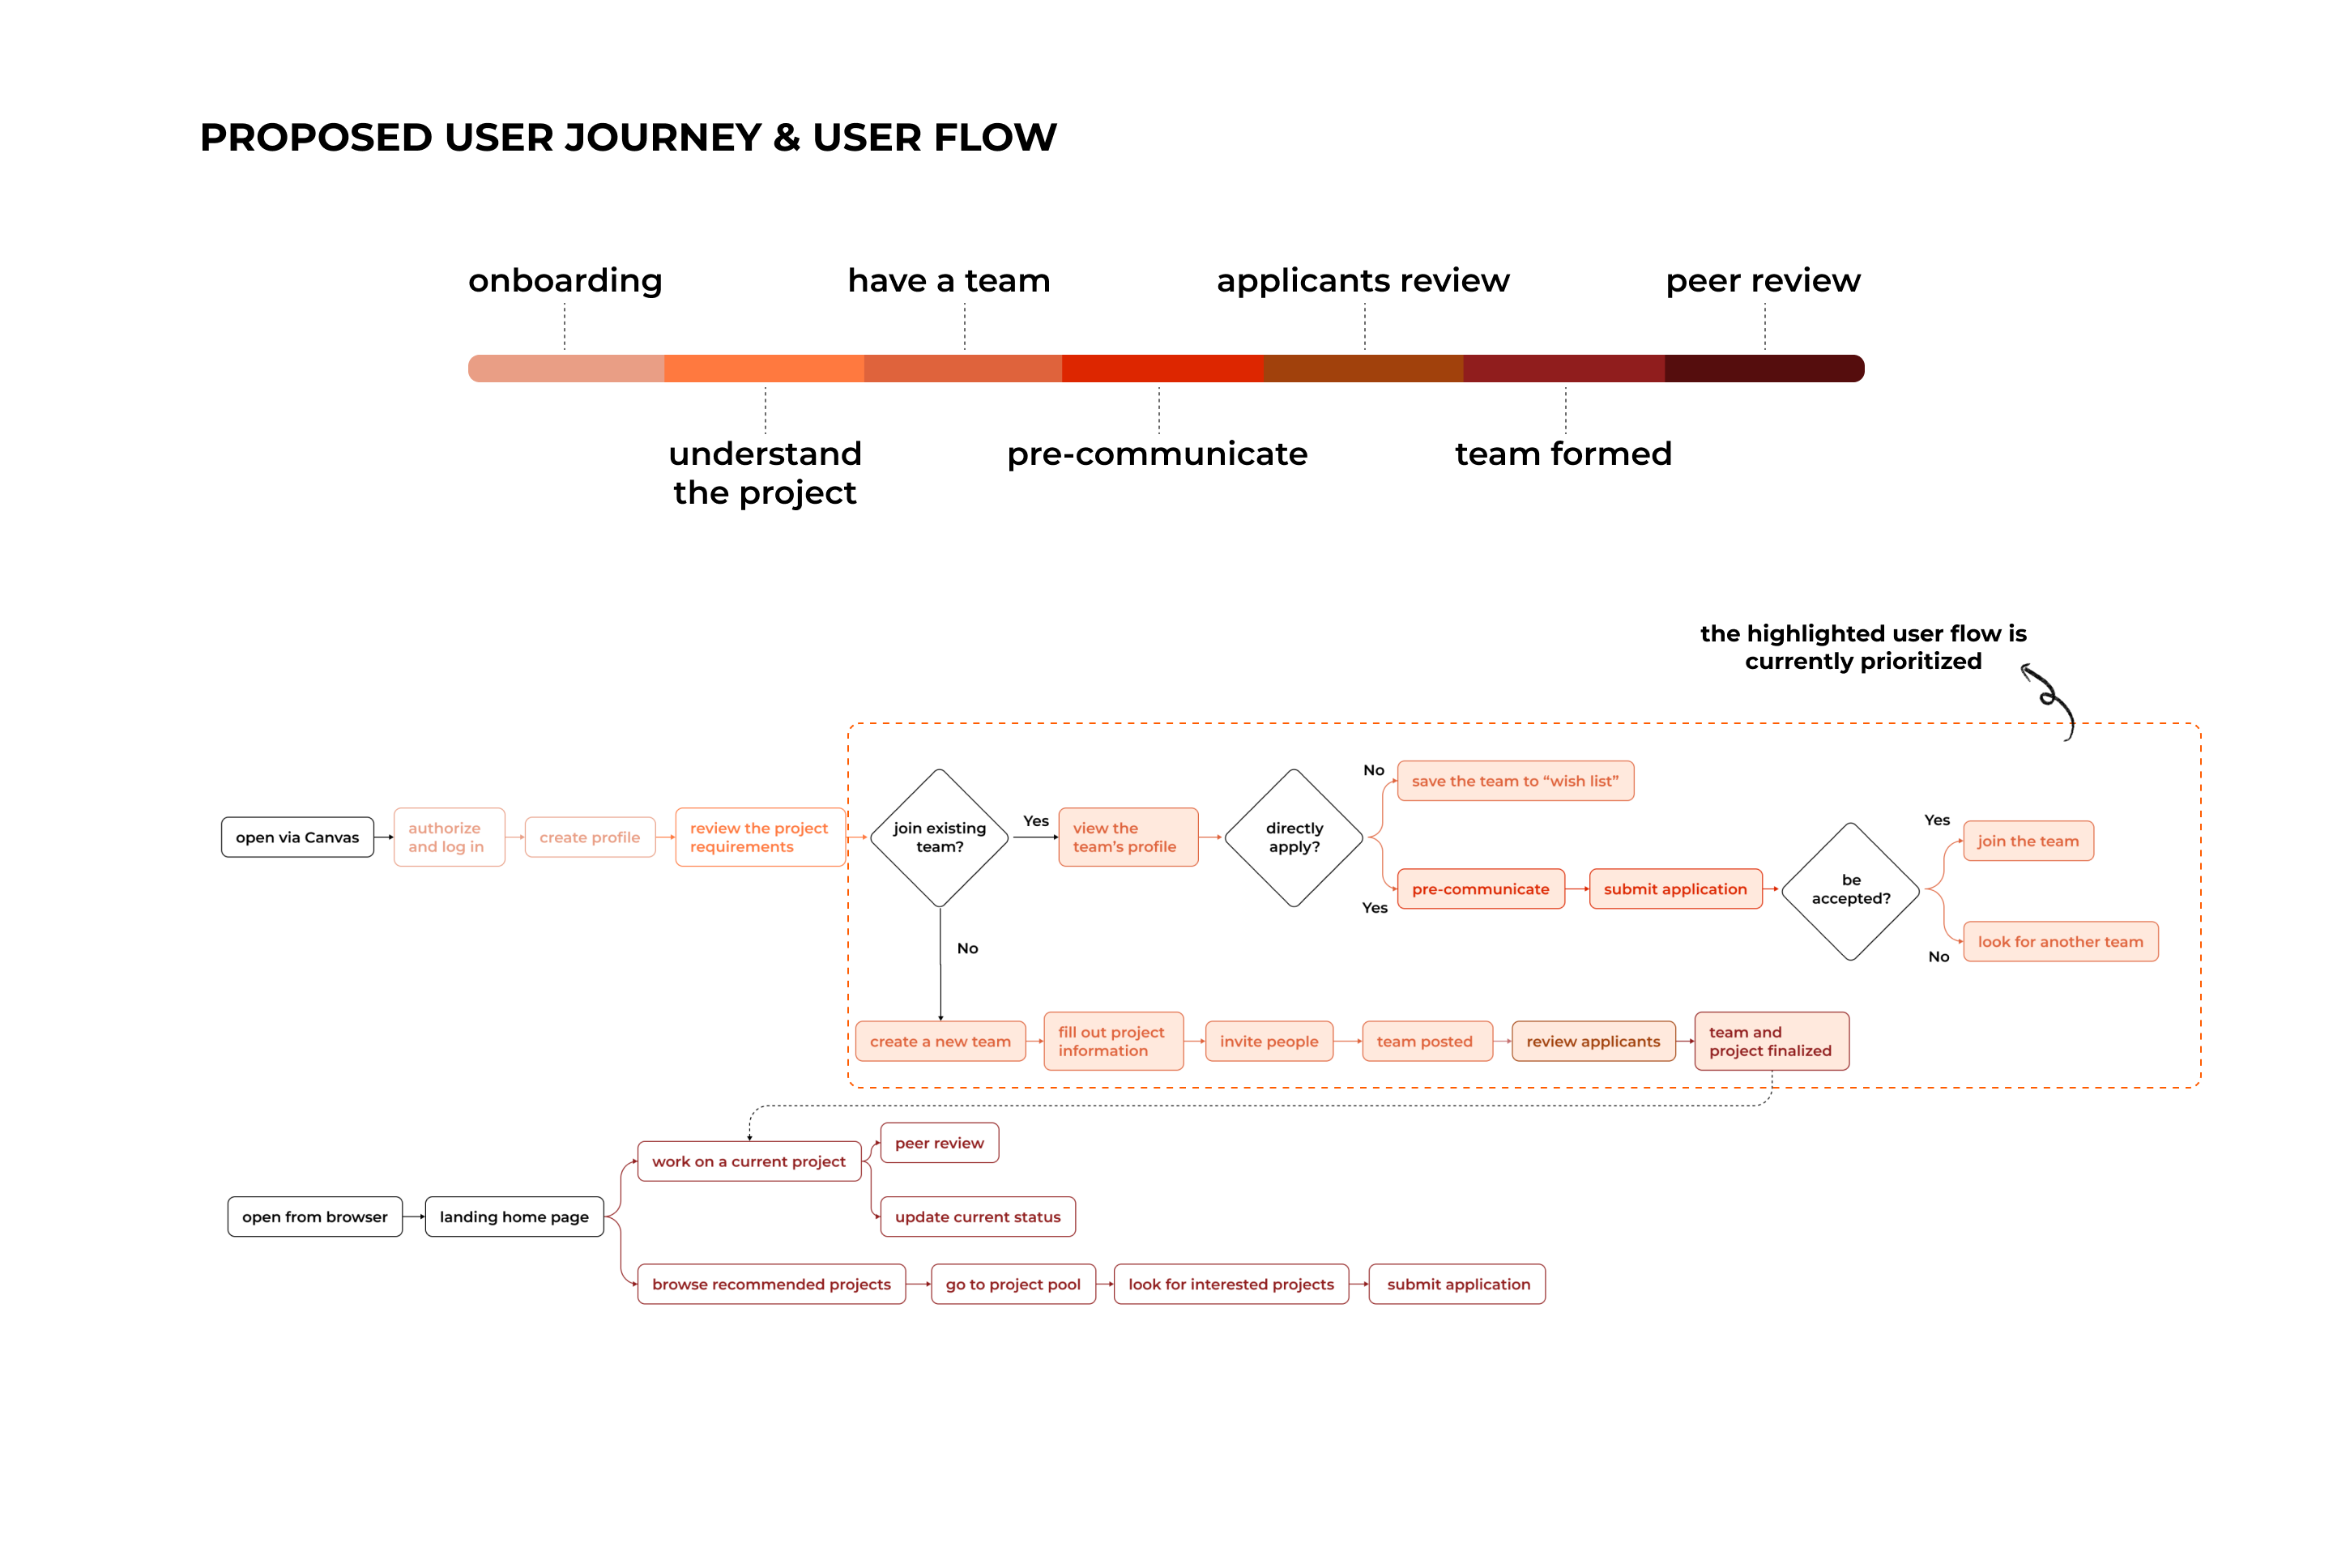 PROPOSED USER JOURNEY & USER FLOW
onboarding
have a team
applicants review
peer review
understand
the project
pre-communicate
team formed
the highlighted user flow is
currently prioritized
open via Canvas
authorize
and log in
create profile
review the project
requirements
join existing
team?
Yes
view the
team’s profile
directly
apply?
No
save the team to “wish list”
Yes
pre-communicate
submit application
be
accepted?
Yes
join the team
No
look for another team
No
create a new team
fill out project
information
invite people
team posted
review applicants
team and
project finalized
open from browser
landing home page
work on a current project
peer review
update current status
browse recommended projects
go to project pool
look for interested projects
submit application